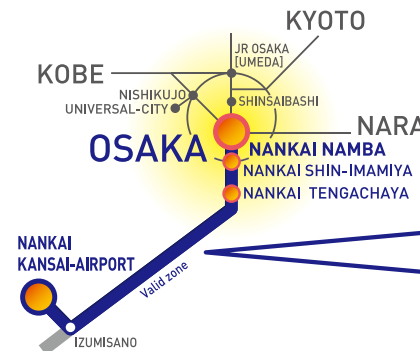 KYOTO
JR OSAKA
[UMEDA]
KOBE
NISHIKUJO
UNIVERSAL-CITY
SHINSAIBASHI
NARA
OSAKA
NANKAI NAMBA
NANKAI SHIN-IMAMIYA
NANKAI TENGACHAYA
NANKAI
KANSAI-AIRPORT
Valid zone
IZUMISANO